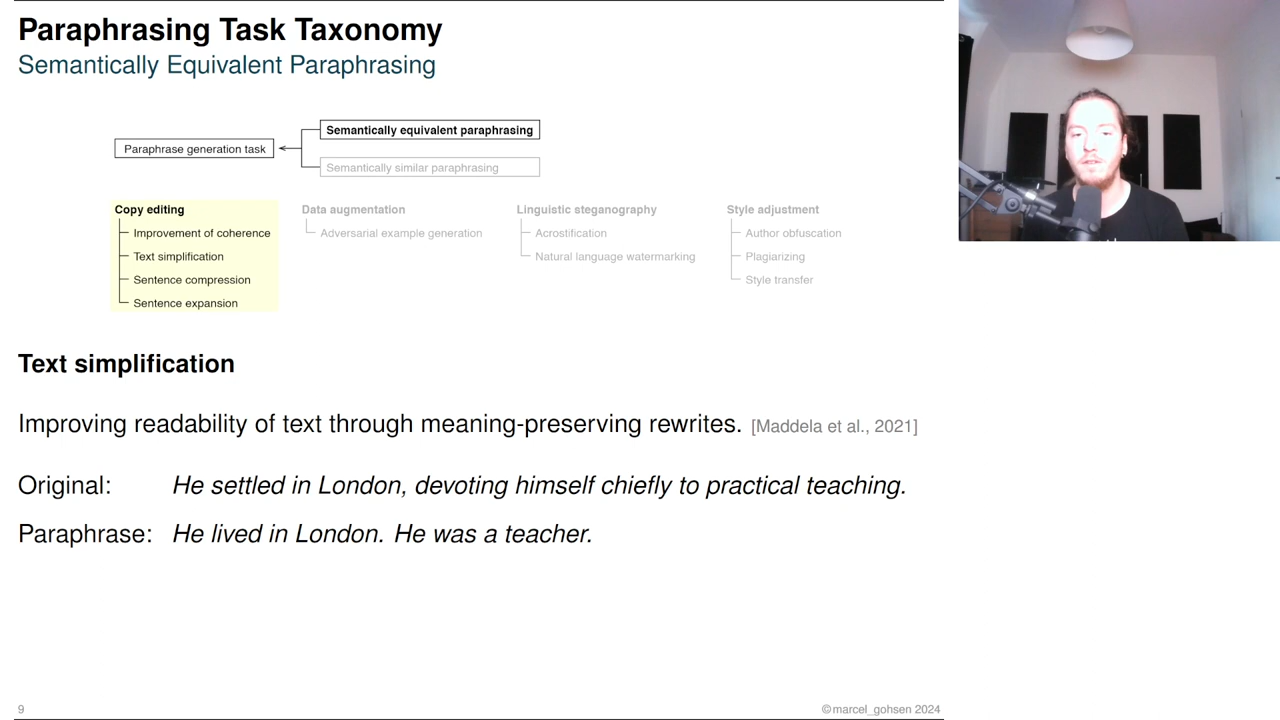 Paraphrasing Task Taxonomy
Semantically Equivalent Paraphrasing
Semantically equivalent paraphrasing
Paraphrase generation task
Semantically similar paraphrasing
Copy editing
Improvement of coherence
Text simplification
Sentence compression
Sentence expansion
Data augmentation
Adversarial example generation
Linguistic steganography
Acrostification
Natural language watermarking
Style adjustment
Author obfuscation
Plagiarizing
Style transfer
Text simplification
Improving readability of text through meaning-preserving rewrites. [Maddela et al., 2021]
Original: He settled in London, devoting himself chiefly to practical teaching.
Paraphrase: He lived in London. He was a teacher.
9 ©marcel_gohsen 2024